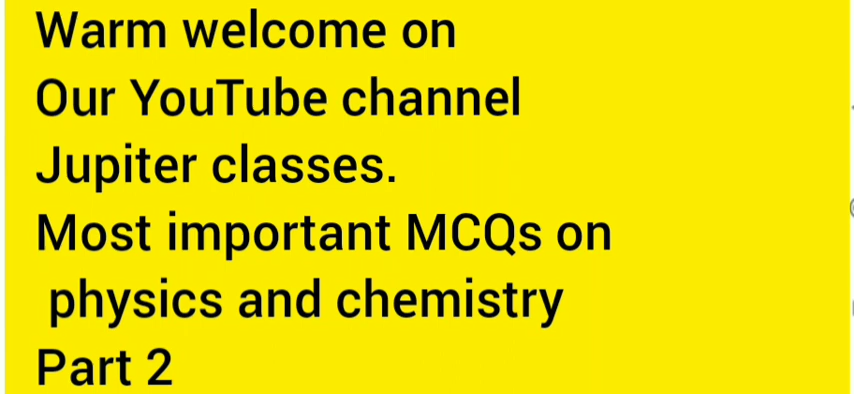 Warm welcome on
Our YouTube channel
Jupiter classes.
Most important MCQs on
physics and chemistry
Part 2